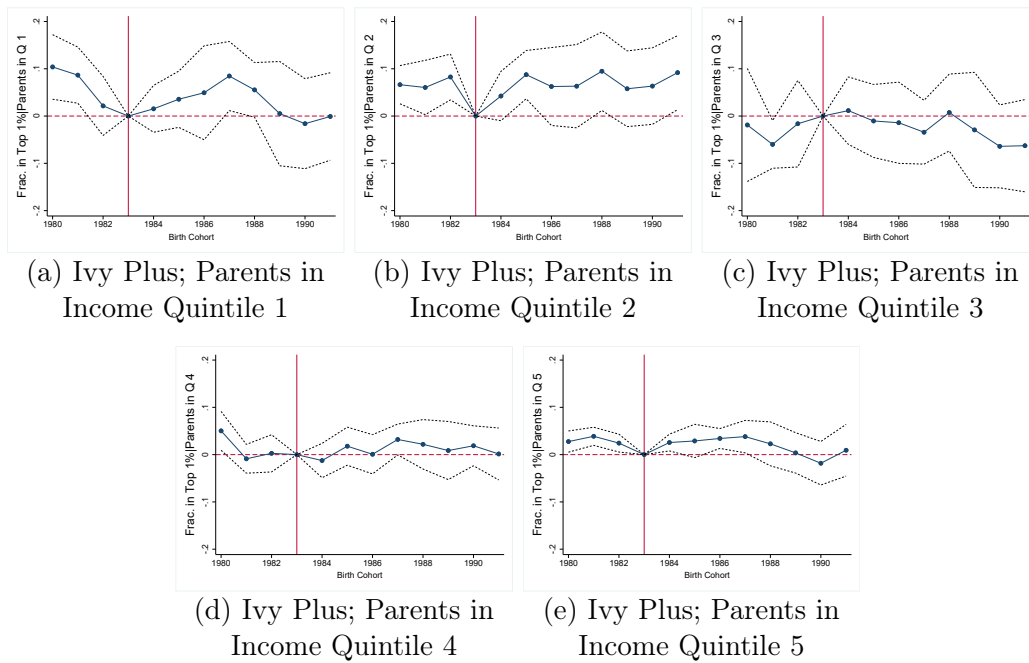 Frac. in Top 1%|Parents in Q 1
.2
.1
0
-.1
-.2
1980 1982 1984 1986 1988 1990
Birth Cohort
(a) Ivy Plus; Parents in
Income Quintile 1
Frac. in Top 1%|Parents in Q 2
.2
.1
0
-.1
-.2
1980 1982 1984 1986 1988 1990
Birth Cohort
(b) Ivy Plus; Parents in
Income Quintile 2
Frac. in Top 1%|Parents in Q 3
.2
.1
0
-.1
-.2
1980 1982 1984 1986 1988 1990
Birth Cohort
(c) Ivy Plus; Parents in
Income Quintile 3
Frac. in Top 1%|Parents in Q 4
.2
.1
0
-.1
-.2
1980 1982 1984 1986 1988 1990
Birth Cohort
(d) Ivy Plus; Parents in
Income Quintile 4
Frac. in Top 1%|Parents in Q 5
.2
.1
0
-.1
-.2
1980 1982 1984 1986 1988 1990
Birth Cohort
(e) Ivy Plus; Parents in
Income Quintile 5